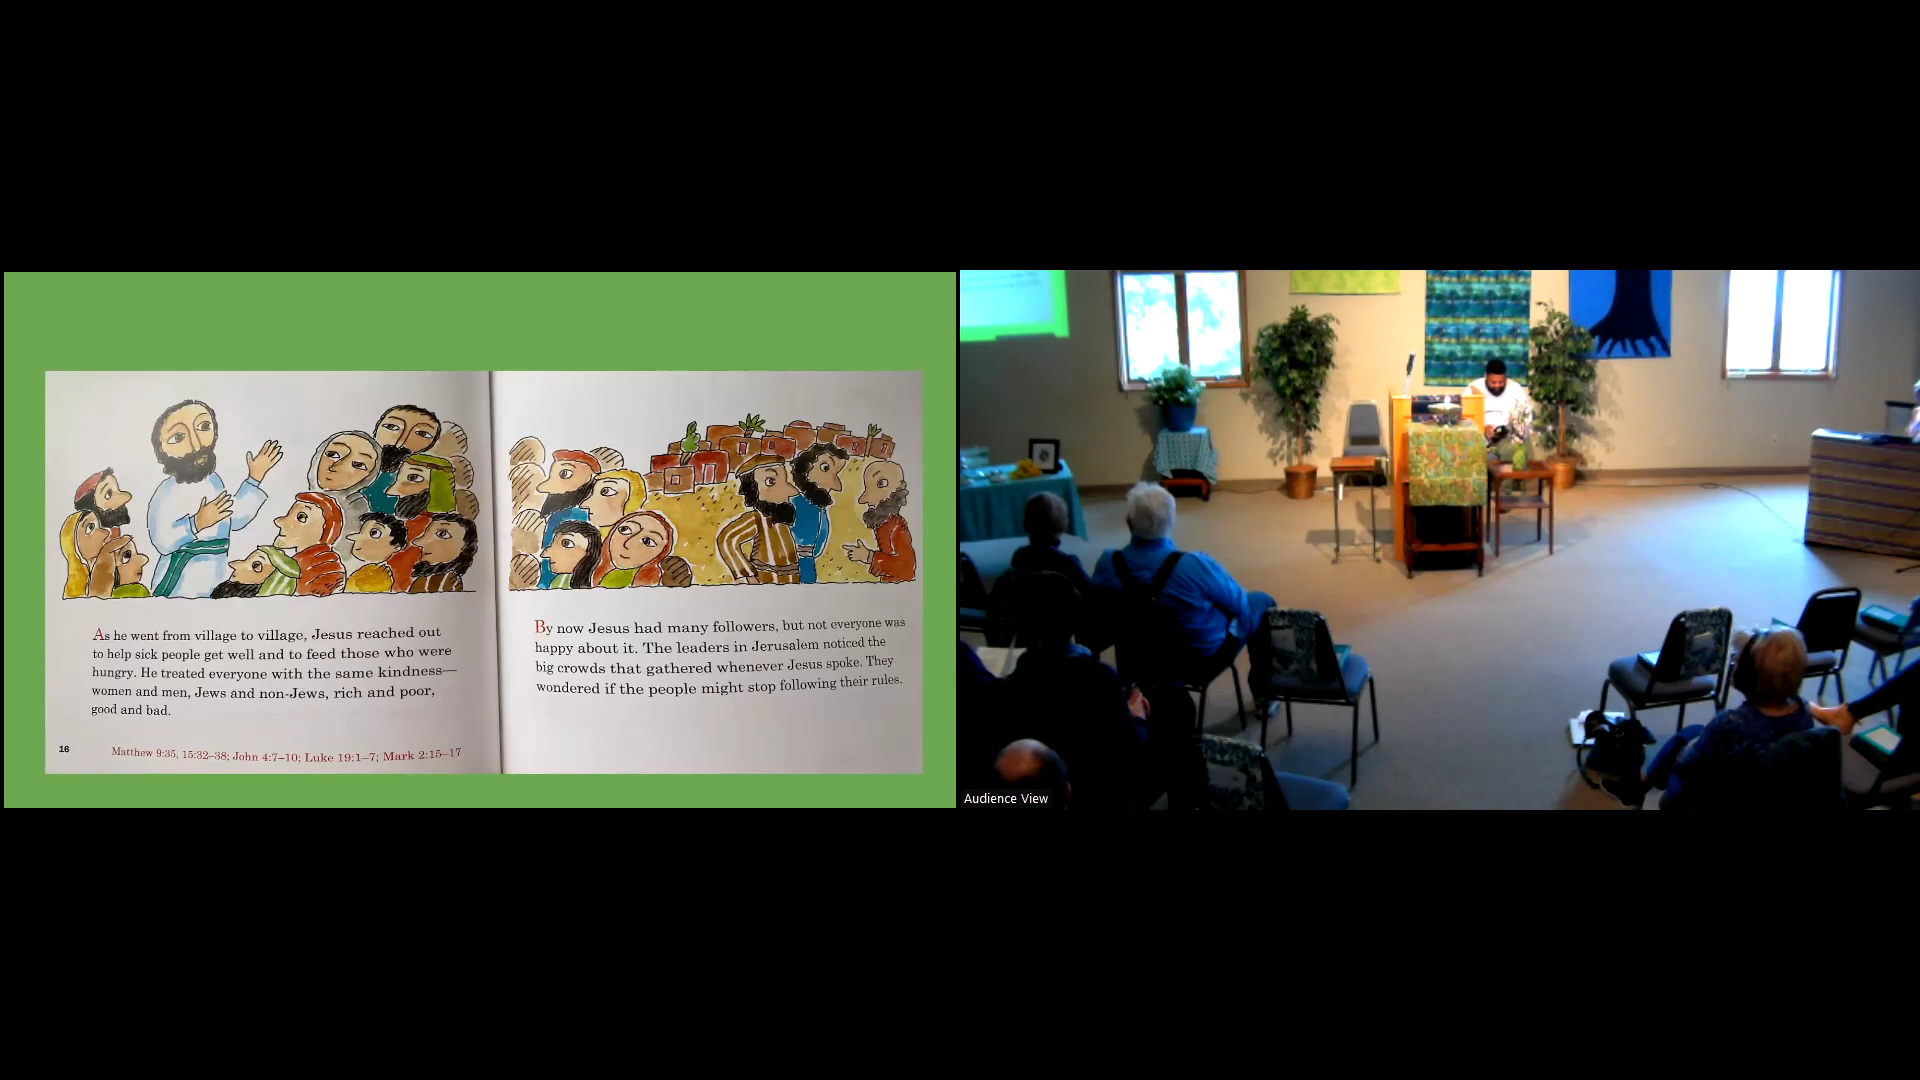 As he went from village to village, Jesus reached out
to help sick people get well and to feed those who were
hungry. He treated everyone with the same kindness—
women and men, Jews and non-Jews, rich and poor,
good and bad.
16
Matthew 9:35, 15:32–38; John 4:7–10; Luke 19:1–7; Mark 2:15–17
By now Jesus had many followers, but not everyone was
happy about it. The leaders in Jerusalem noticed the
big crowds that gathered whenever Jesus spoke. They
wondered if the people might stop following their rules.
Audience View